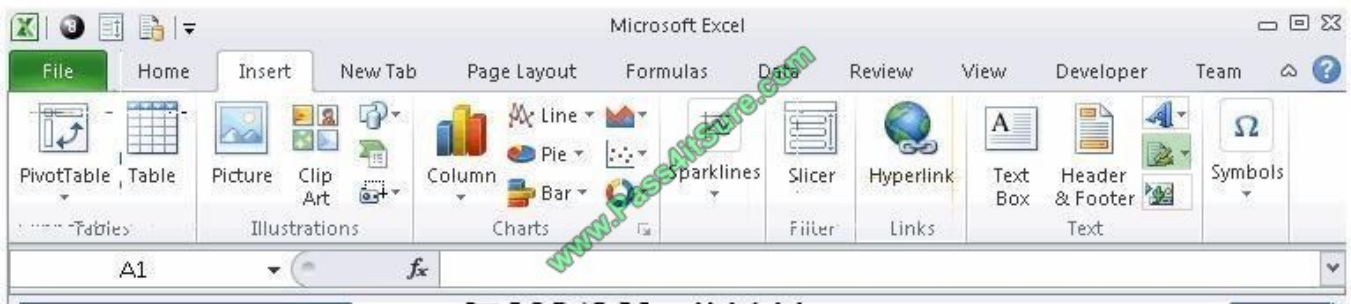 Microsoft Excel
File Home Insert New Tab Page Layout Formulas Data Review View Developer Team
PivotTable Table Picture Clip Art Column Line Pie Bar Sparklines Slicer Hyperlink Text Box Header & Footer Symbols
Tables Illustrations Charts Filter Links Text
A1 fx
www.Pass4itSure.com